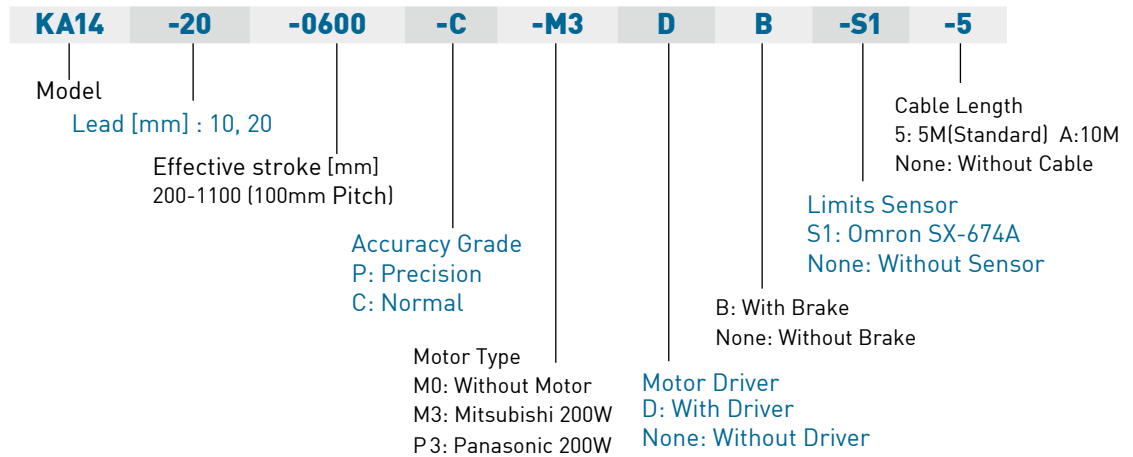 KA14 -20 -0600 -C -M3 D B -S1 -5
Model
Lead [mm] : 10, 20
Effective stroke [mm]
200-1100 (100mm Pitch)
Accuracy Grade
P: Precision
C: Normal
Motor Type
M0: Without Motor
M3: Mitsubishi 200W
P3: Panasonic 200W
Motor Driver
D: With Driver
None: Without Driver
B: With Brake
None: Without Brake
Limits Sensor
S1: Omron SX-674A
None: Without Sensor
Cable Length
5: 5M(Standard) A:10M
None: Without Cable